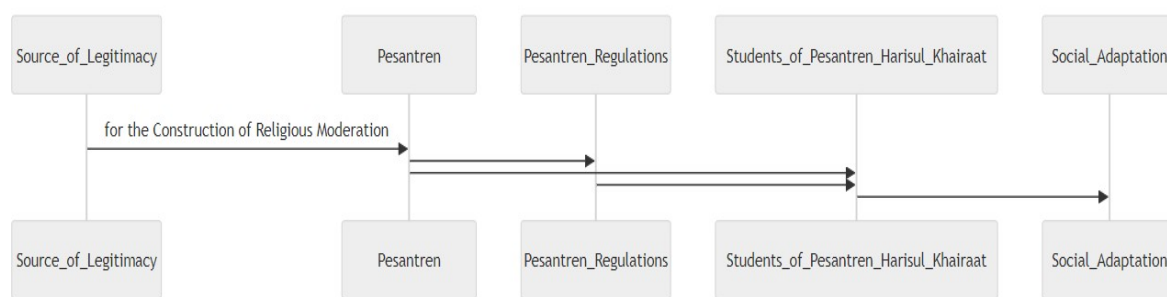 Source_of_Legitimacy
Pesantren
Pesantren_Regulations
Students_of_Pesantren_Harisul_Khairaat
Social_Adaptation
for the Construction of Religious Moderation
Source_of_Legitimacy
Pesantren
Pesantren_Regulations
Students_of_Pesantren_Harisul_Khairaat
Social_Adaptation